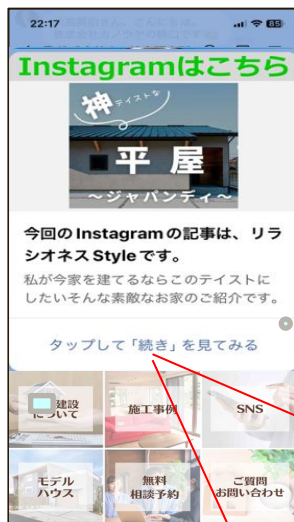 22:17
65
Instagramはこちら
神テイストな
平屋
～ジャパンディ～
今回のInstagramの記事は、リラ
シオネスStyleです。
私が今家を建てるならこのテイストに
したいそんな素敵なお家のご紹介です。
タップして「続き」を見てみる
建設
について
施工事例
SNS
モデル
ハウス
無料
相談予約
ご質問
お問い合わせ